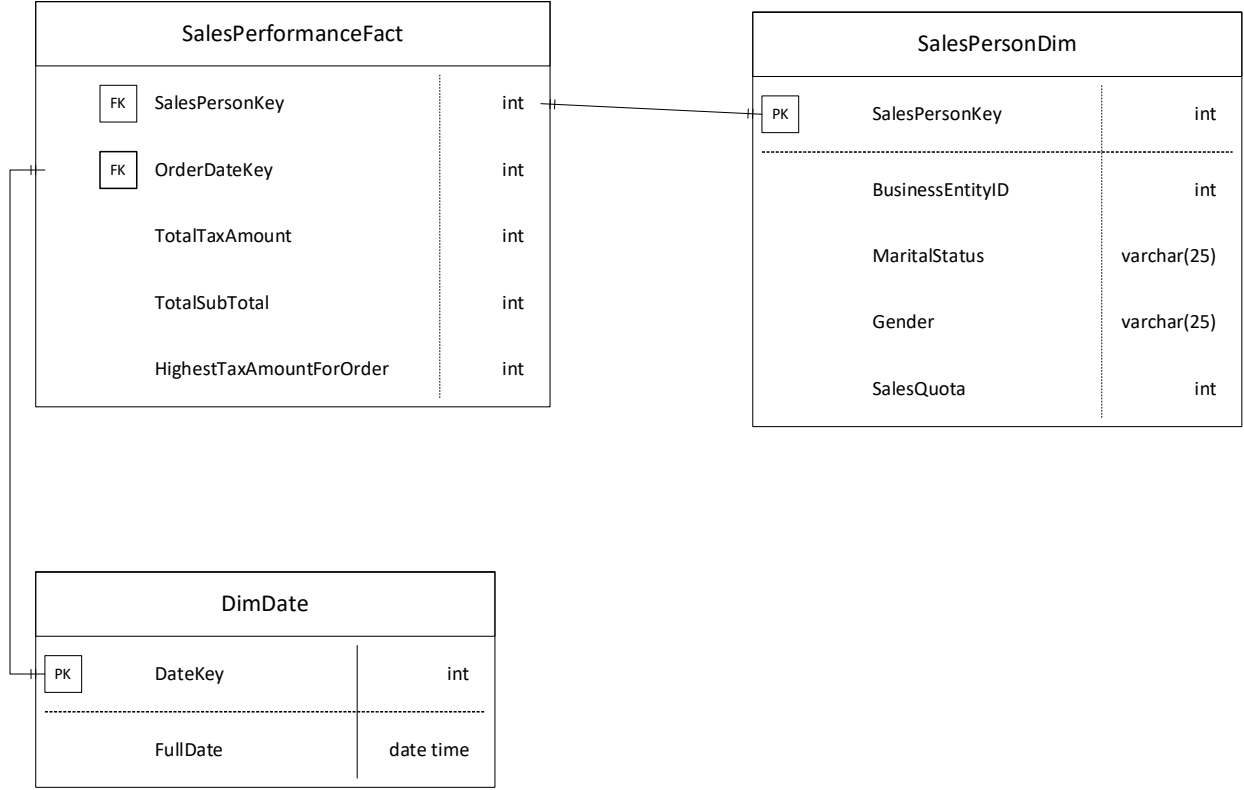 SalesPerformanceFact
FK SalesPersonKey int
FK OrderDateKey int
TotalTaxAmount int
TotalSubTotal int
HighestTaxAmountForOrder int
SalesPersonDim
PK SalesPersonKey int
BusinessEntityID int
MaritalStatus varchar(25)
Gender varchar(25)
SalesQuota int
DimDate
PK DateKey int
FullDate date time